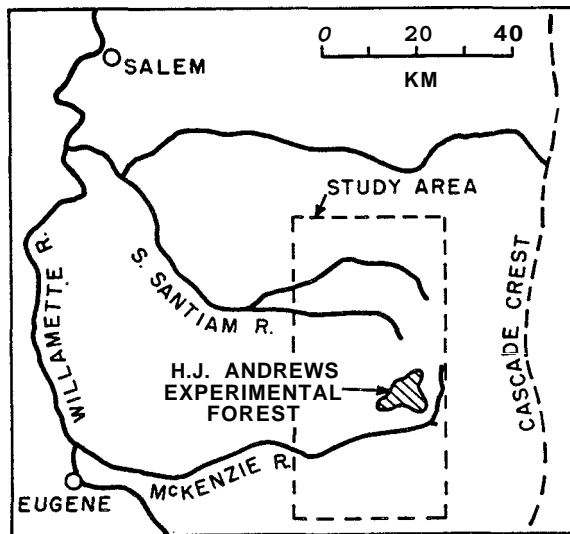 0 20 40
KM
SALEM
STUDY AREA
WILLAMETTE R.
S. SANTIAM R.
CASCADE CREST
H.J. ANDREWS
EXPERIMENTAL
FOREST
McKENZIE R.
EUGENE